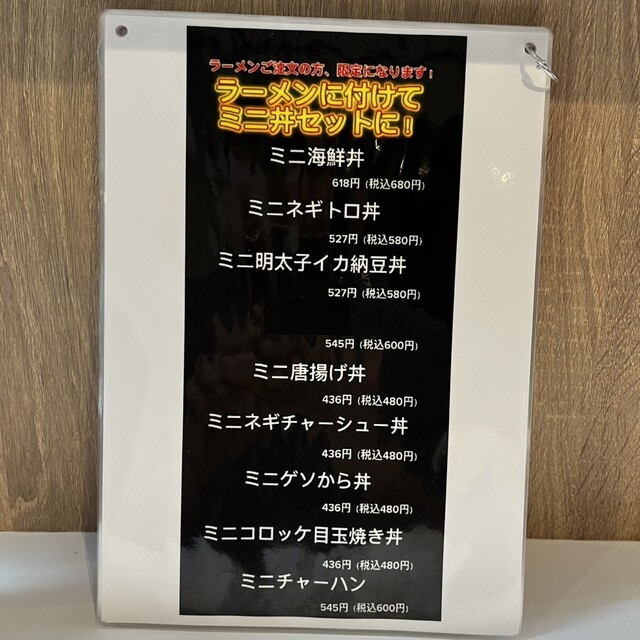 ラーメンご注文の方、限定になります！
ラーメンに付けて
ミニ丼セットに！
ミニ海鮮丼
618円（税込680円）
ミニネギトロ丼
527円（税込580円）
ミニ明太子イカ納豆丼
527円（税込580円）
545円（税込600円）
ミニ唐揚げ丼
436円（税込480円）
ミニネギチャーシュー丼
436円（税込480円）
ミニゲソから丼
436円（税込480円）
ミニコロッケ目玉焼き丼
436円（税込480円）
ミニチャーハン
545円（税込600円）